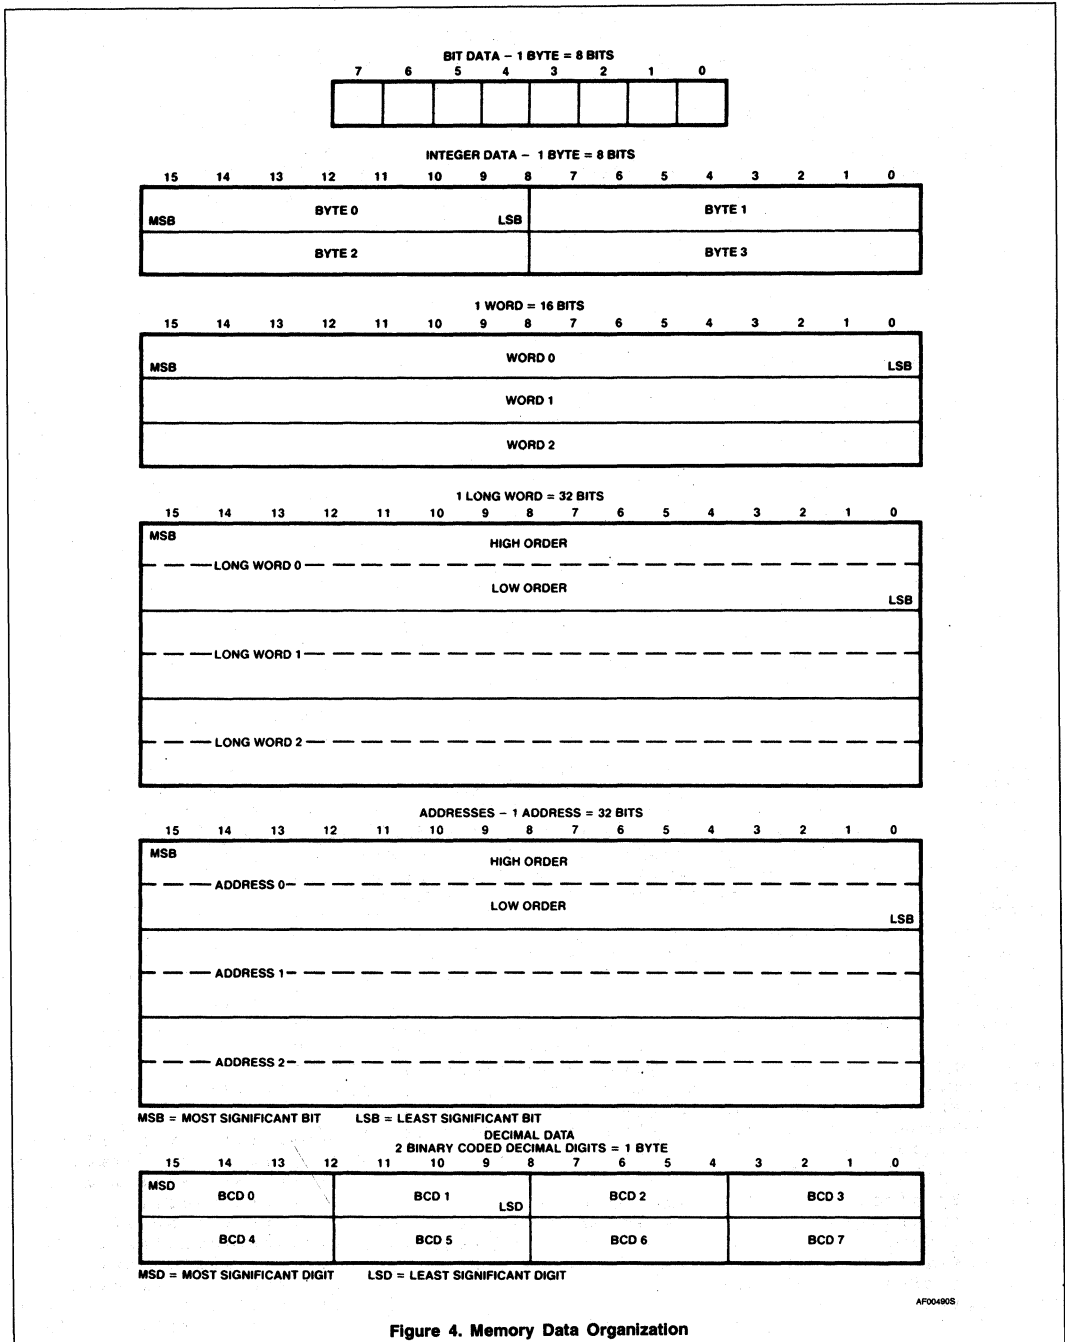 BIT DATA – 1 BYTE = 8 BITS
7 6 5 4 3 2 1 0
INTEGER DATA – 1 BYTE = 8 BITS
15 14 13 12 11 10 9 8 7 6 5 4 3 2 1 0
MSB BYTE 0 LSB BYTE 1
BYTE 2 BYTE 3
1 WORD = 16 BITS
15 14 13 12 11 10 9 8 7 6 5 4 3 2 1 0
MSB WORD 0 LSB
WORD 1
WORD 2
1 LONG WORD = 32 BITS
15 14 13 12 11 10 9 8 7 6 5 4 3 2 1 0
MSB HIGH ORDER
LONG WORD 0
LOW ORDER LSB
LONG WORD 1
LONG WORD 2
ADDRESSES – 1 ADDRESS = 32 BITS
15 14 13 12 11 10 9 8 7 6 5 4 3 2 1 0
MSB HIGH ORDER
ADDRESS 0
LOW ORDER LSB
ADDRESS 1
ADDRESS 2
MSB = MOST SIGNIFICANT BIT LSB = LEAST SIGNIFICANT BIT
DECIMAL DATA
2 BINARY CODED DECIMAL DIGITS = 1 BYTE
15 14 13 12 11 10 9 8 7 6 5 4 3 2 1 0
MSD BCD 0 BCD 1 LSD BCD 2 BCD 3
BCD 4 BCD 5 BCD 6 BCD 7
MSD = MOST SIGNIFICANT DIGIT LSD = LEAST SIGNIFICANT DIGIT
AF00490S
Figure 4. Memory Data Organization